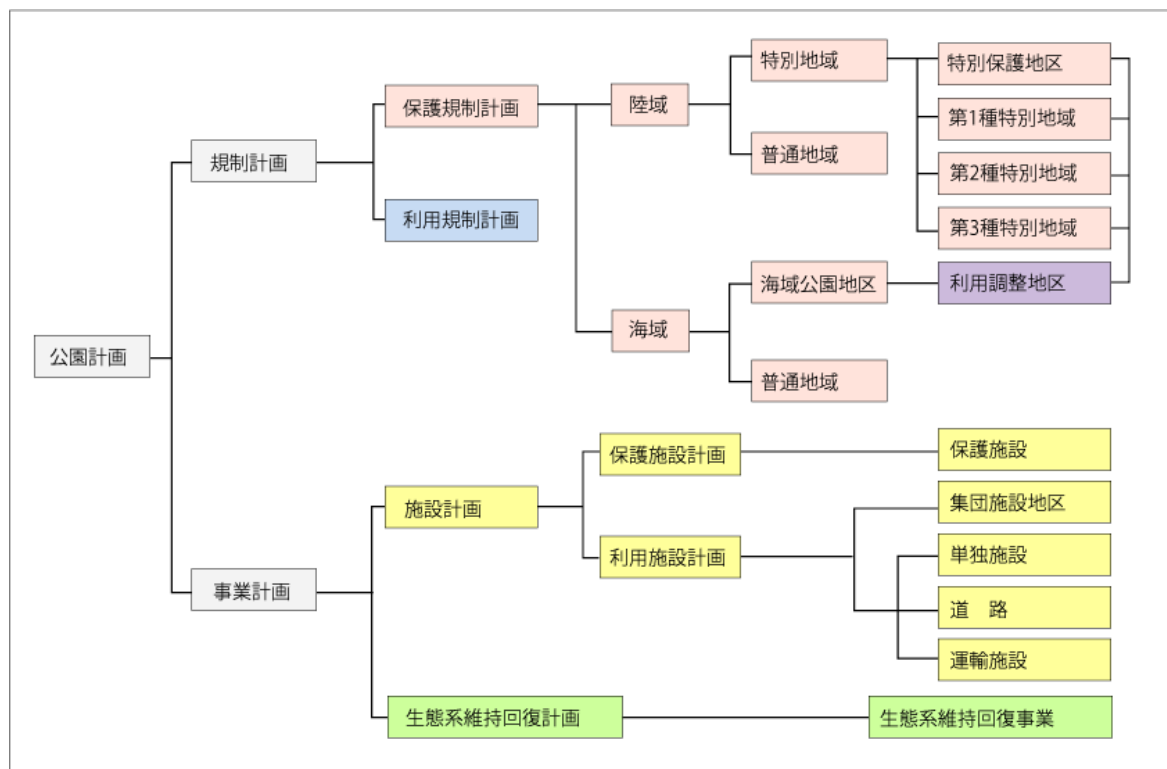 特別地域
特別保護地区
保護規制計画
陸域
第1種特別地域
規制計画
普通地域
第2種特別地域
利用規制計画
第3種特別地域
海域公園地区
利用調整地区
海域
公園計画
普通地域
保護施設計画
保護施設
施設計画
集団施設地区
利用施設計画
単独施設
事業計画
道　路
運輸施設
生態系維持回復計画
生態系維持回復事業